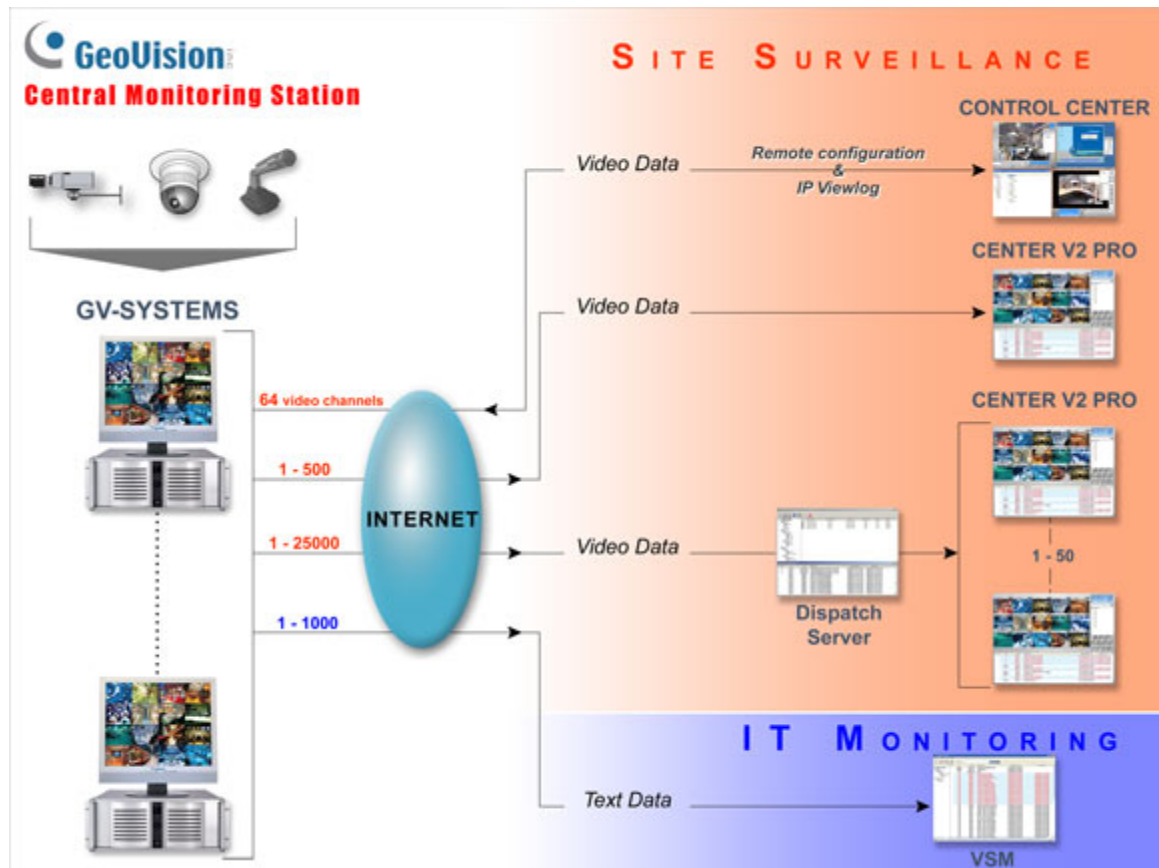 GeoVision
Central Monitoring Station
SITE SURVEILLANCE
CONTROL CENTER
Video Data
Remote configuration
&
IP Viewlog
CENTER V2 PRO
GV-SYSTEMS
Video Data
64 video channels
CENTER V2 PRO
1 - 500
INTERNET
1 - 25000
Video Data
1 - 50
Dispatch
Server
1 - 1000
IT MONITORING
Text Data
VSM